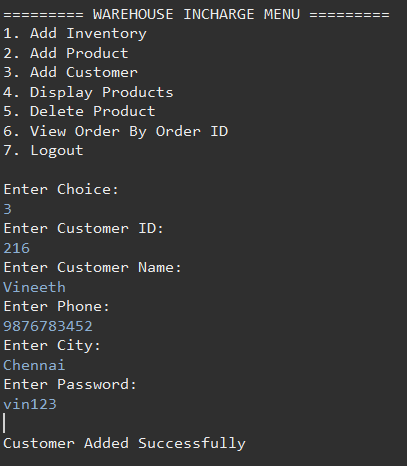 ========= WAREHOUSE INCHARGE MENU =========
1. Add Inventory
2. Add Product
3. Add Customer
4. Display Products
5. Delete Product
6. View Order By Order ID
7. Logout
Enter Choice:
3
Enter Customer ID:
216
Enter Customer Name:
Vineeth
Enter Phone:
9876783452
Enter City:
Chennai
Enter Password:
vin123
Customer Added Successfully